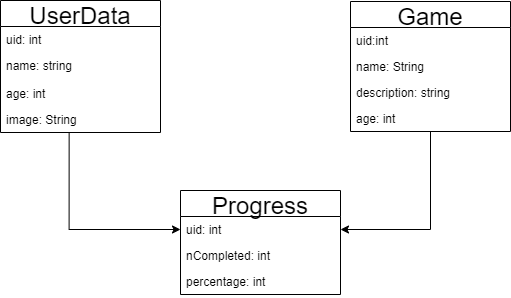 UserData
uid: int
name: string
age: int
image: String
Game
uid:int
name: String
description: string
age: int
Progress
uid: int
nCompleted: int
percentage: int